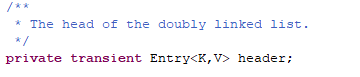 /**
 * The head of the doubly linked list.
 */
private transient Entry<K,V> header;